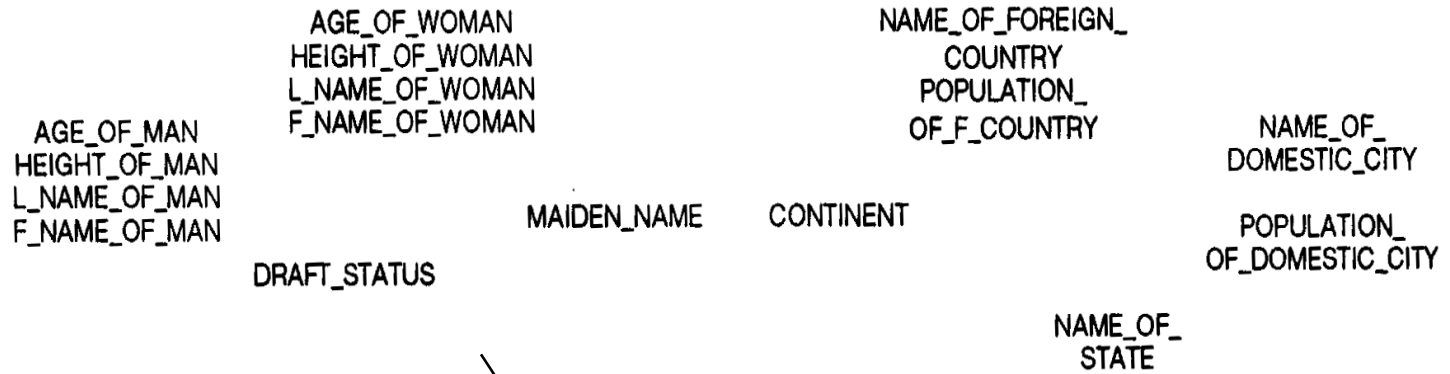 AGE_OF_WOMAN
HEIGHT_OF_WOMAN
L_NAME_OF_WOMAN
F_NAME_OF_WOMAN
NAME_OF_FOREIGN_
COUNTRY
POPULATION_
OF_F_COUNTRY
AGE_OF_MAN
HEIGHT_OF_MAN
L_NAME_OF_MAN
F_NAME_OF_MAN
NAME_OF_
DOMESTIC_CITY
MAIDEN_NAME
CONTINENT
POPULATION_
OF_DOMESTIC_CITY
DRAFT_STATUS
NAME_OF_
STATE